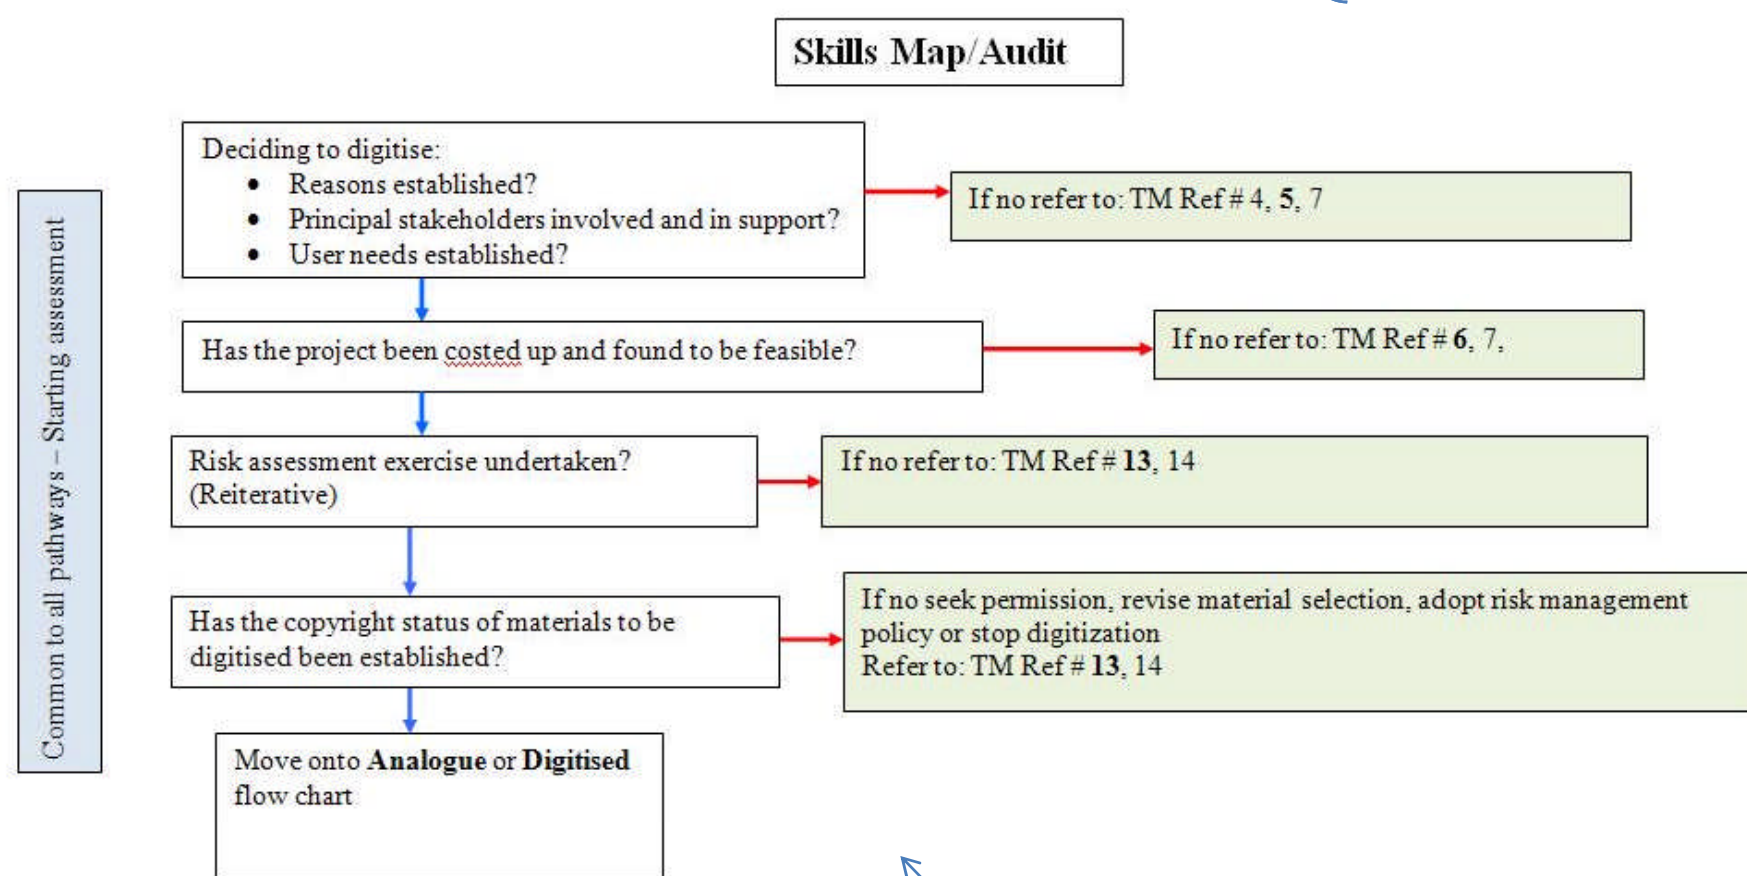 Skills Map/Audit
Common to all pathways – Starting assessment
Deciding to digitise:
• Reasons established?
• Principal stakeholders involved and in support?
• User needs established?
If no refer to: TM Ref # 4, 5, 7
Has the project been costed up and found to be feasible?
If no refer to: TM Ref # 6, 7,
Risk assessment exercise undertaken?
(Reiterative)
If no refer to: TM Ref # 13, 14
Has the copyright status of materials to be
digitised been established?
If no seek permission, revise material selection, adopt risk management
policy or stop digitization
Refer to: TM Ref # 13, 14
Move onto Analogue or Digitised
flow chart